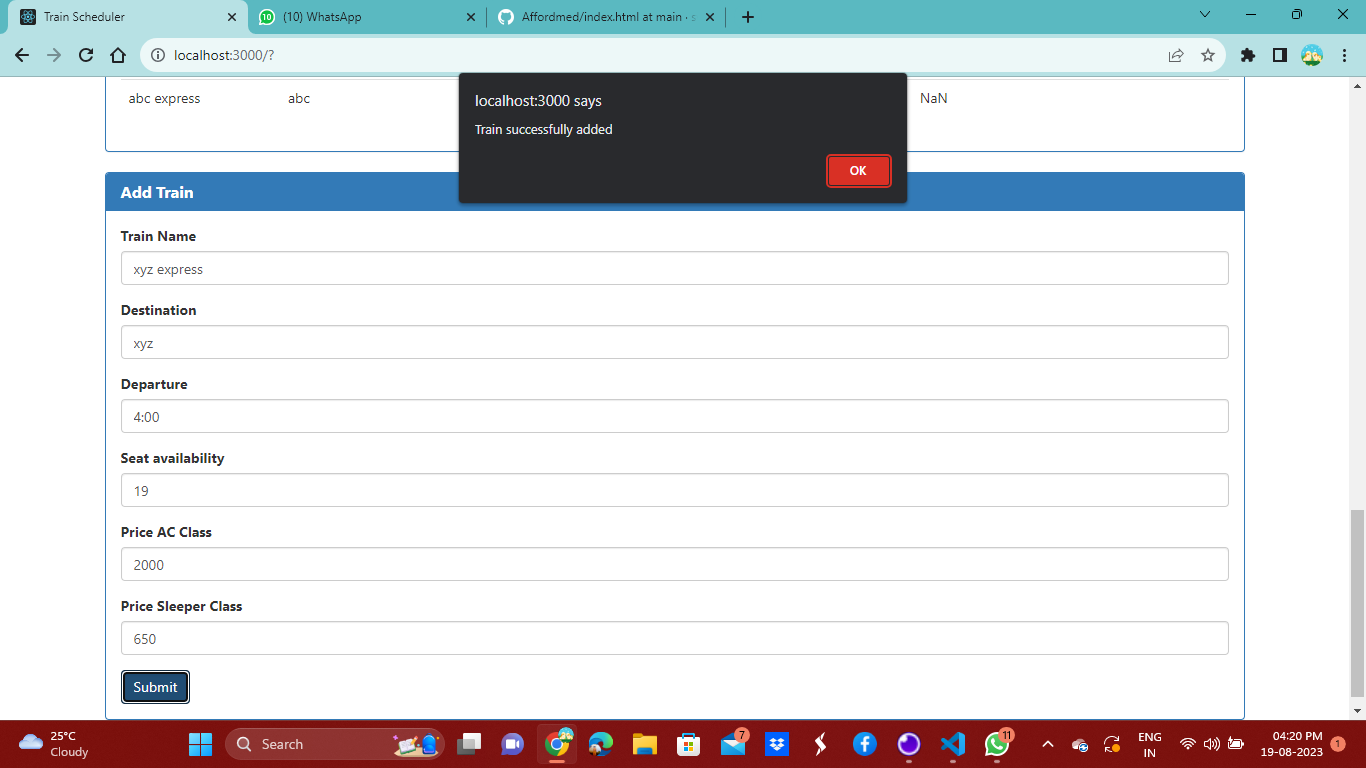 Train Scheduler
(10) WhatsApp
Affordmed/index.html at main · s
localhost:3000/?
abc express abc NaN
localhost:3000 says
Train successfully added
OK
Add Train
Train Name
xyz express
Destination
xyz
Departure
4:00
Seat availability
19
Price AC Class
2000
Price Sleeper Class
650
Submit
25°C
Cloudy
Search
7
11
ENG
IN
04:20 PM
19-08-2023
1